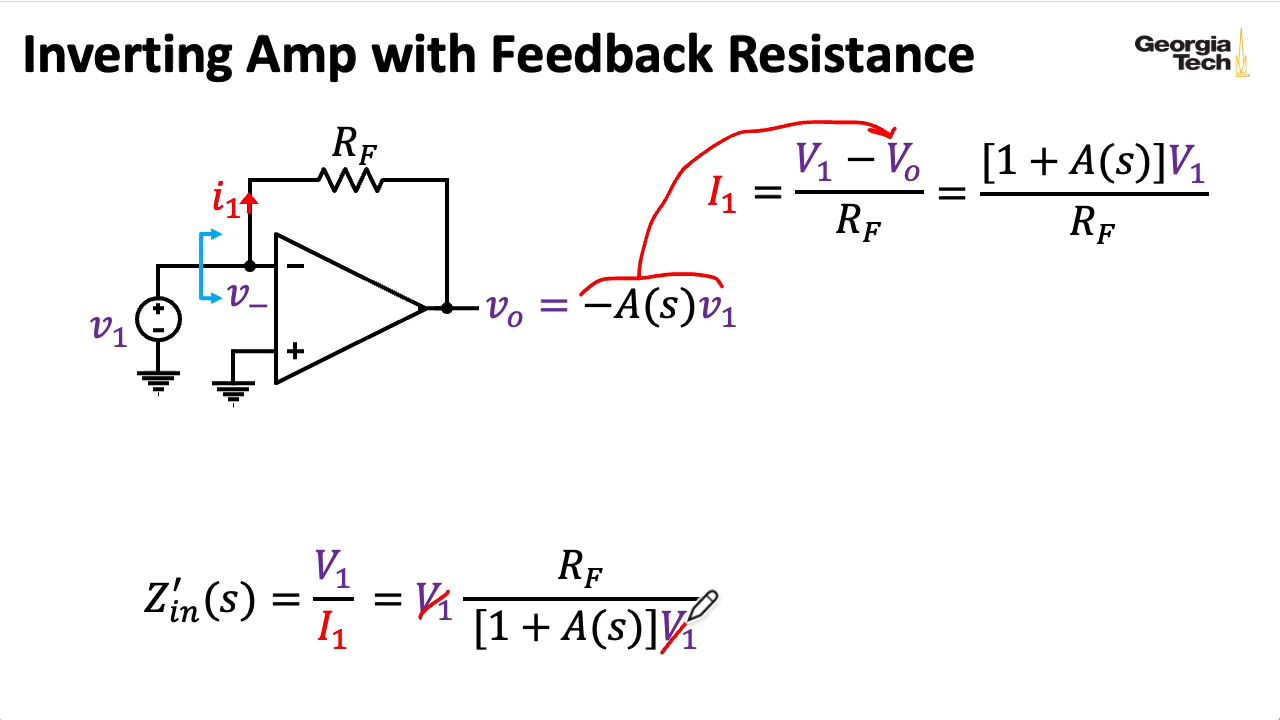 Inverting Amp with Feedback Resistance
Georgia
Tech
R_F
i_1
v_−
v_1
−
+
+
-
v_o = −A(s)v_1
I_1 = (V_1 − V_o)/R_F = [1 + A(s)]V_1/R_F
Z'_{in}(s) = V_1/I_1 = V_1 R_F/([1 + A(s)]V_1)